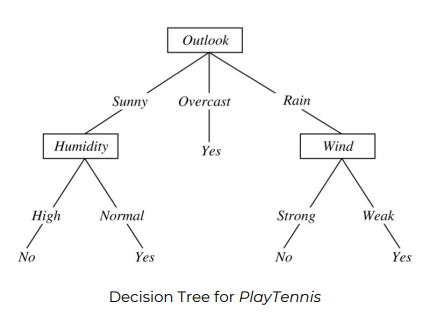 Outlook
Sunny Overcast Rain
Humidity Yes Wind
High Normal Strong Weak
No Yes No Yes
Decision Tree for PlayTennis